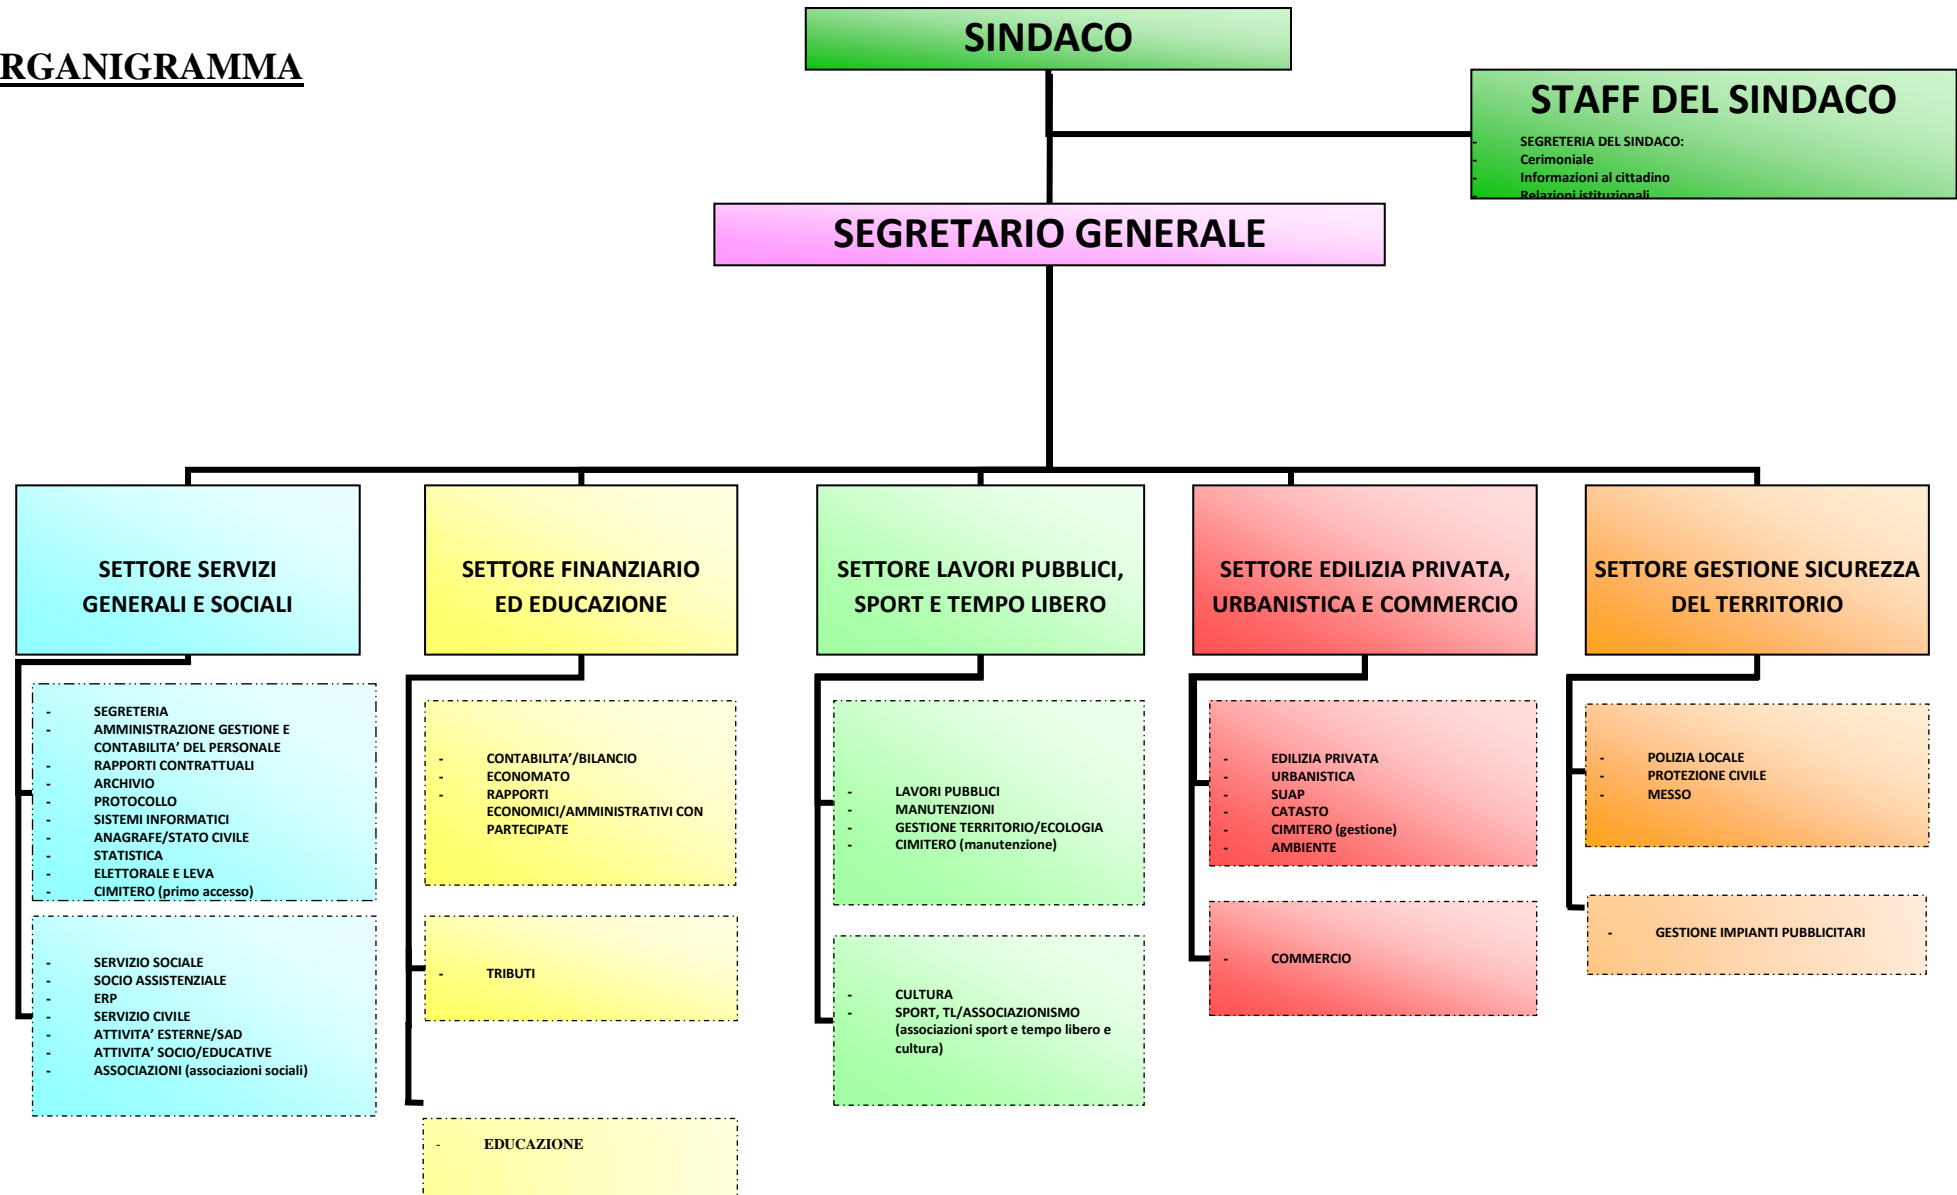 RGANIGRAMMA
SINDACO
STAFF DEL SINDACO
- SEGRETERIA DEL SINDACO:
- Cerimoniale
- Informazioni al cittadino
- Relazioni istituzionali
SEGRETARIO GENERALE
SETTORE SERVIZI
GENERALI E SOCIALI
- SEGRETERIA
- AMMINISTRAZIONE GESTIONE E
CONTABILITA’ DEL PERSONALE
- RAPPORTI CONTRATTUALI
- ARCHIVIO
- PROTOCOLLO
- SISTEMI INFORMATICI
- ANAGRAFE/STATO CIVILE
- STATISTICA
- ELETTORALE E LEVA
- CIMITERO (primo accesso)
- SERVIZIO SOCIALE
- SOCIO ASSISTENZIALE
- ERP
- SERVIZIO CIVILE
- ATTIVITA’ ESTERNE/SAD
- ATTIVITA’ SOCIO/EDUCATIVE
- ASSOCIAZIONI (associazioni sociali)
SETTORE FINANZIARIO
ED EDUCAZIONE
- CONTABILITA’/BILANCIO
- ECONOMATO
- RAPPORTI
ECONOMICI/AMMINISTRATIVI CON
PARTECIPATE
- TRIBUTI
- EDUCAZIONE
SETTORE LAVORI PUBBLICI,
SPORT E TEMPO LIBERO
- LAVORI PUBBLICI
- MANUTENZIONI
- GESTIONE TERRITORIO/ECOLOGIA
- CIMITERO (manutenzione)
- CULTURA
- SPORT, TL/ASSOCIAZIONISMO
(associazioni sport e tempo libero e
cultura)
SETTORE EDILIZIA PRIVATA,
URBANISTICA E COMMERCIO
- EDILIZIA PRIVATA
- URBANISTICA
- SUAP
- CATASTO
- CIMITERO (gestione)
- AMBIENTE
- COMMERCIO
SETTORE GESTIONE SICUREZZA
DEL TERRITORIO
- POLIZIA LOCALE
- PROTEZIONE CIVILE
- MESSO
- GESTIONE IMPIANTI PUBBLICITARI